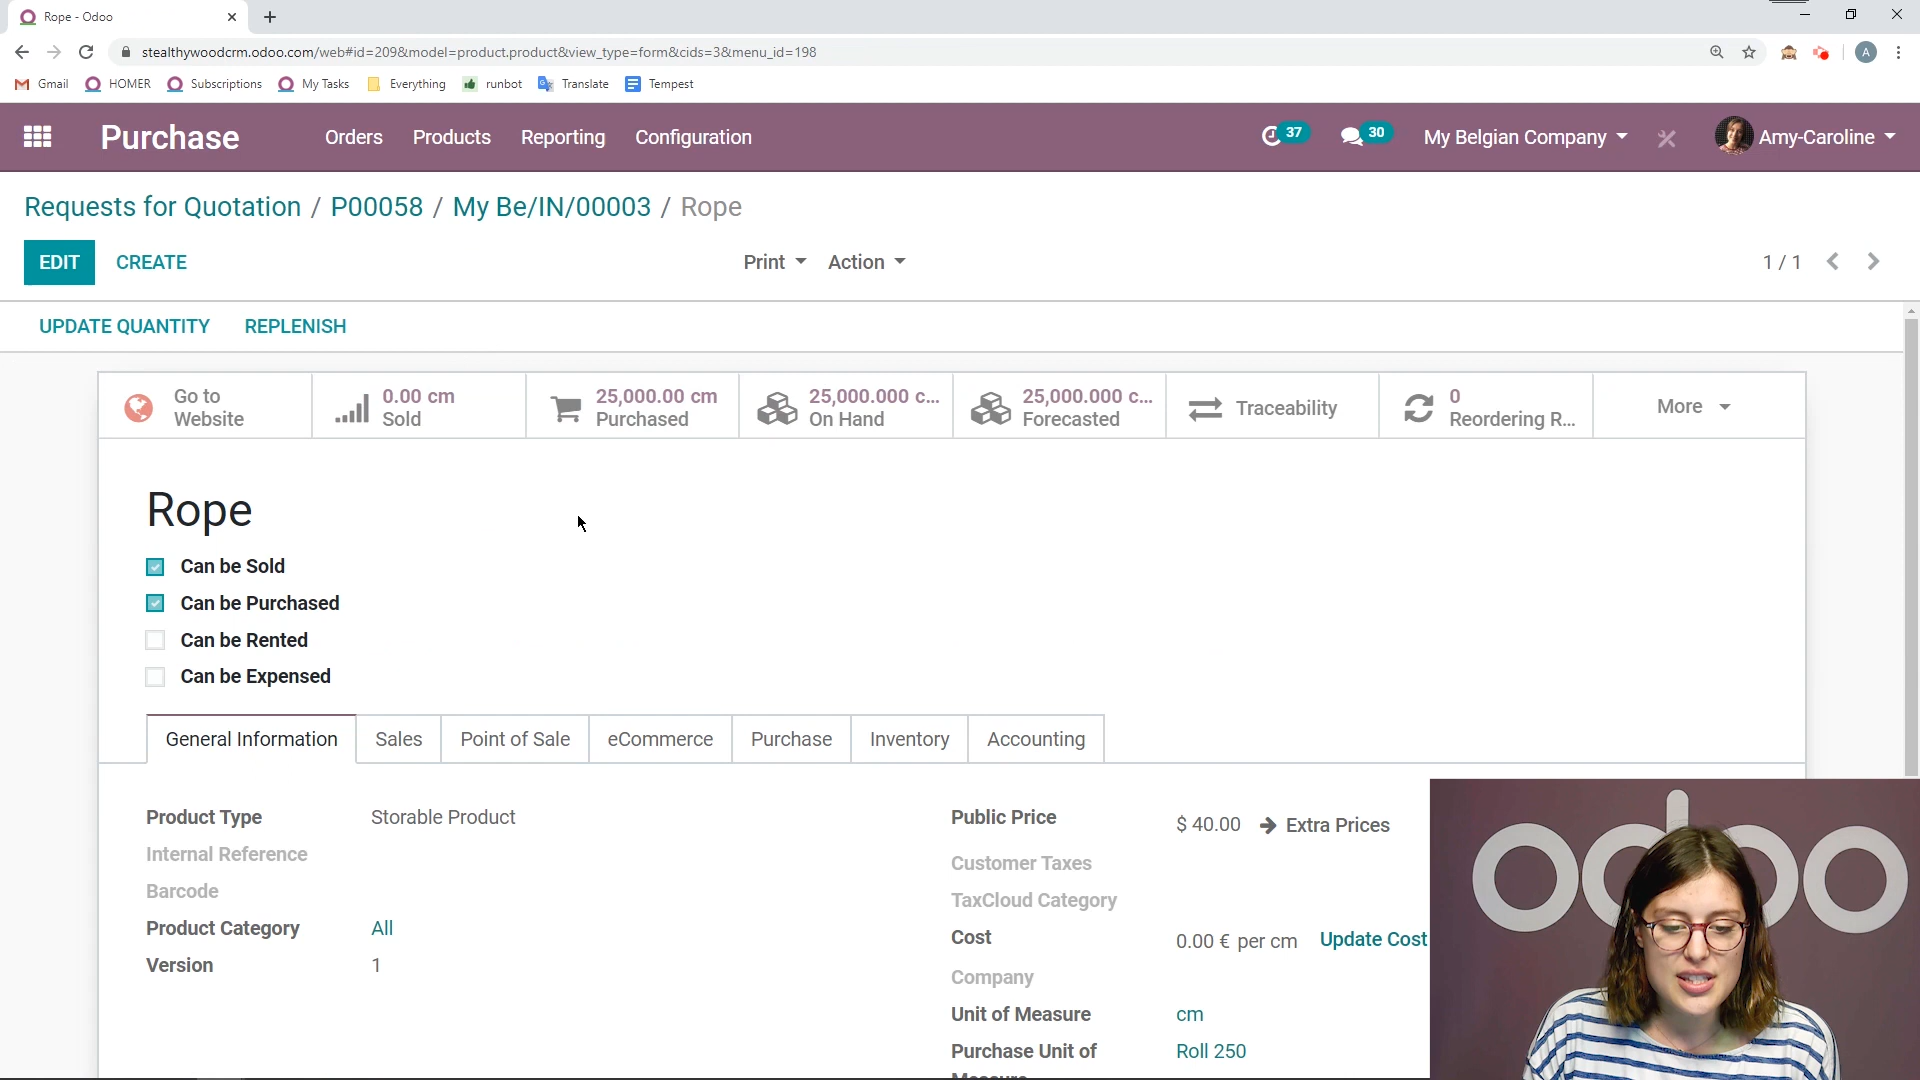 Rope - Odoo
stealthywoodcrm.odoo.com/web#id=209&model=product.product&view_type=form&cids=3&menu_id=198
A
Gmail HOMER Subscriptions My Tasks Everything runbot Translate Tempest
Purchase Orders Products Reporting Configuration 37 30 My Belgian Company Amy-Caroline
Requests for Quotation / P00058 / My Be/IN/00003 / Rope
EDIT CREATE Print Action 1 / 1
UPDATE QUANTITY REPLENISH
Go to Website
0.00 cm Sold
25,000.00 cm Purchased
25,000.000 c... On Hand
25,000.000 c... Forecasted
Traceability
0 Reordering R...
More
Rope
Can be Sold
Can be Purchased
Can be Rented
Can be Expensed
General Information Sales Point of Sale eCommerce Purchase Inventory Accounting
Product Type Storable Product
Internal Reference
Barcode
Product Category All
Version 1
Public Price $ 40.00 Extra Prices
Customer Taxes
TaxCloud Category
Cost 0.00 € per cm Update Cost
Company
Unit of Measure cm
Purchase Unit of Roll 250
Measure
odoo